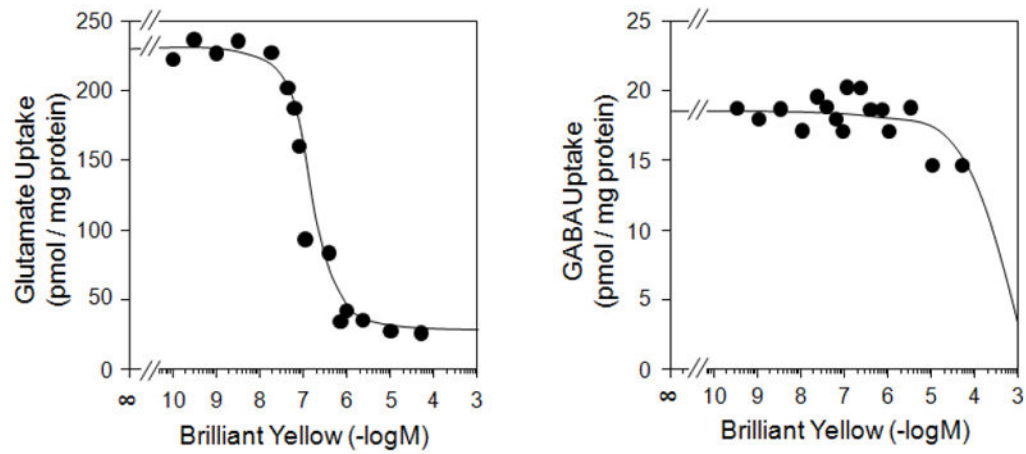 Glutamate Uptake
(pmol / mg protein)
250
200
150
100
50
0
∞ 10 9 8 7 6 5 4 3
Brilliant Yellow (-logM)
GABA Uptake
(pmol / mg protein)
25
20
15
10
5
0
∞ 10 9 8 7 6 5 4 3
Brilliant Yellow (-logM)